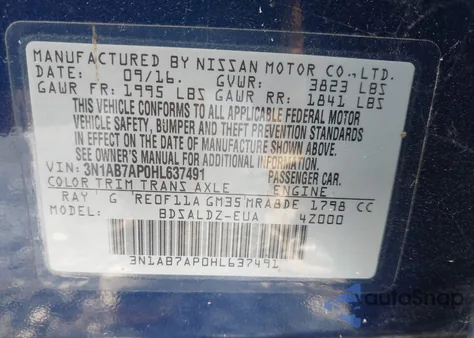 MANUFACTURED BY NISSAN MOTOR CO., LTD.
DATE: 09/16. GVWR: 3823 LBS
GAWR FR: 1995 LBS GAWR RR: 1841 LBS
THIS VEHICLE CONFORMS TO ALL APPLICABLE FEDERAL MOTOR
VEHICLE SAFETY, BUMPER AND THEFT PREVENTION STANDARDS
IN EFFECT ON THE DATE OF MANUFACTURE SHOWN ABOVE.
SEE OWNER'S MANUAL FOR ADDITIONAL INFORMATION.
VIN: 3N1AB7AP0HL637491 PASSENGER CAR.
COLOR TRIM TRANS AXLE ENGINE
RAY G RE0F11A GM35 MRA8DE 1798 CC
MODEL: BDSALDZ-EUA 4Z000
3N1AB7AP0HL637491
AutoSnap